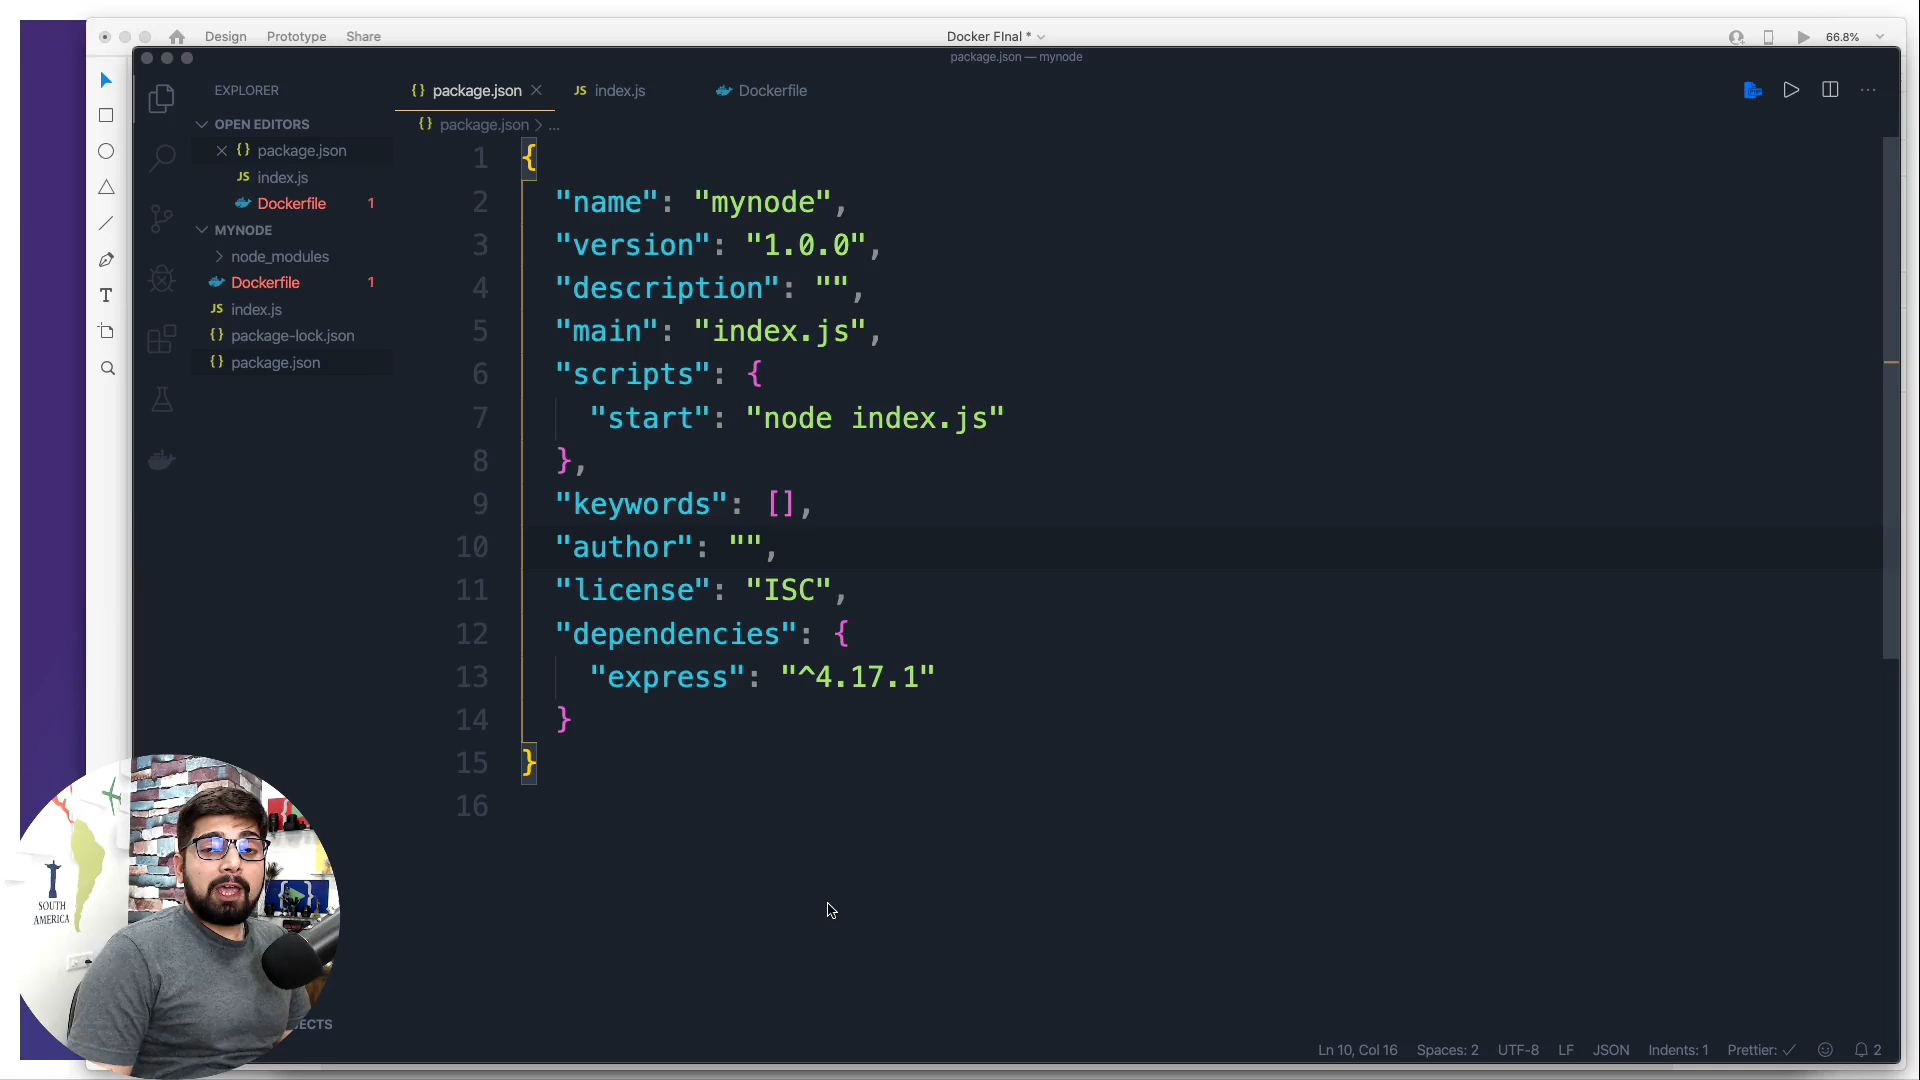 Design
Prototype
Share
Docker FInal *
66.8%
package.json — mynode
EXPLORER
package.json
index.js
Dockerfile
OPEN EDITORS
package.json > ...
package.json
index.js
Dockerfile 1
MYNODE
node_modules
Dockerfile 1
index.js
package-lock.json
package.json
1 {
2 "name": "mynode",
3 "version": "1.0.0",
4 "description": "",
5 "main": "index.js",
6 "scripts": {
7 "start": "node index.js"
8 },
9 "keywords": [],
10 "author": "",
11 "license": "ISC",
12 "dependencies": {
13 "express": "^4.17.1"
14 }
15 }
16
SOUTH
AMERICA
Ln 10, Col 16
Spaces: 2
UTF-8
LF
JSON
Indents: 1
Prettier: ✓
2